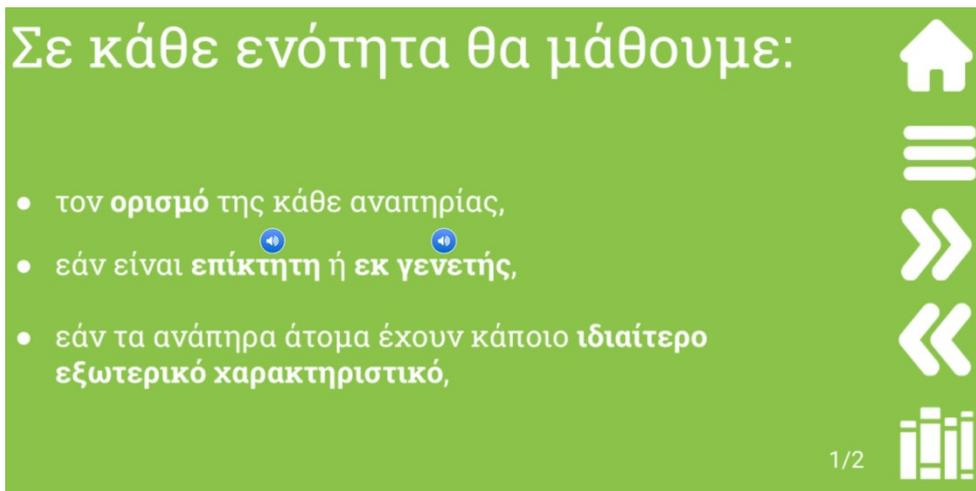 Σε κάθε ενότητα θα μάθουμε:
● τον ορισμό της κάθε αναπηρίας,
● εάν είναι επίκτητη ή εκ γενετής,
● εάν τα ανάπηρα άτομα έχουν κάποιο ιδιαίτερο
εξωτερικό χαρακτηριστικό,
1/2